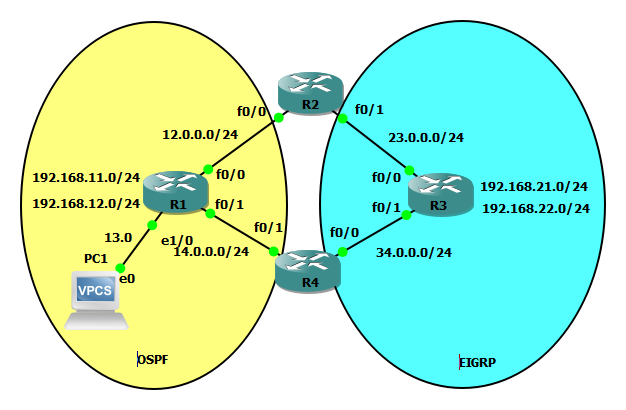 R2
f0/0
f0/1
12.0.0.0/24
23.0.0.0/24
192.168.11.0/24
f0/0
f0/0
192.168.21.0/24
192.168.12.0/24
R1
f0/1
f0/1
R3
192.168.22.0/24
13.0
e1/0
f0/1
f0/0
14.0.0.0/24
34.0.0.0/24
PC1
e0
VPCS
R4
OSPF
EIGRP